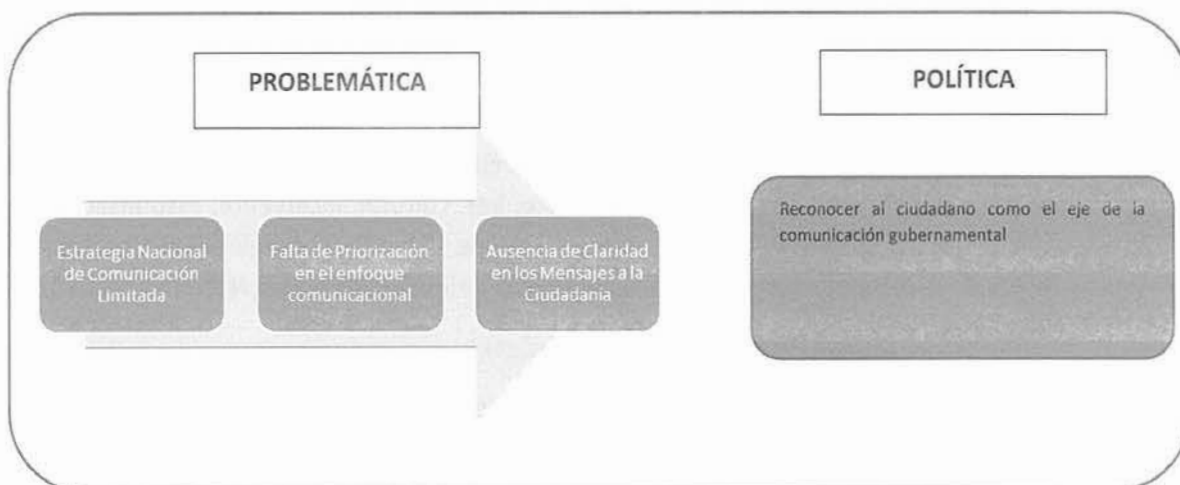 PROBLEMÁTICA
POLÍTICA
Estrategia Nacional
de Comunicación
Limitada
Falta de Priorización
en el enfoque
comunicacional
Ausencia de Claridad
en los Mensajes a la
Ciudadanía
Reconocer al ciudadano como el eje de la
comunicación gubernamental